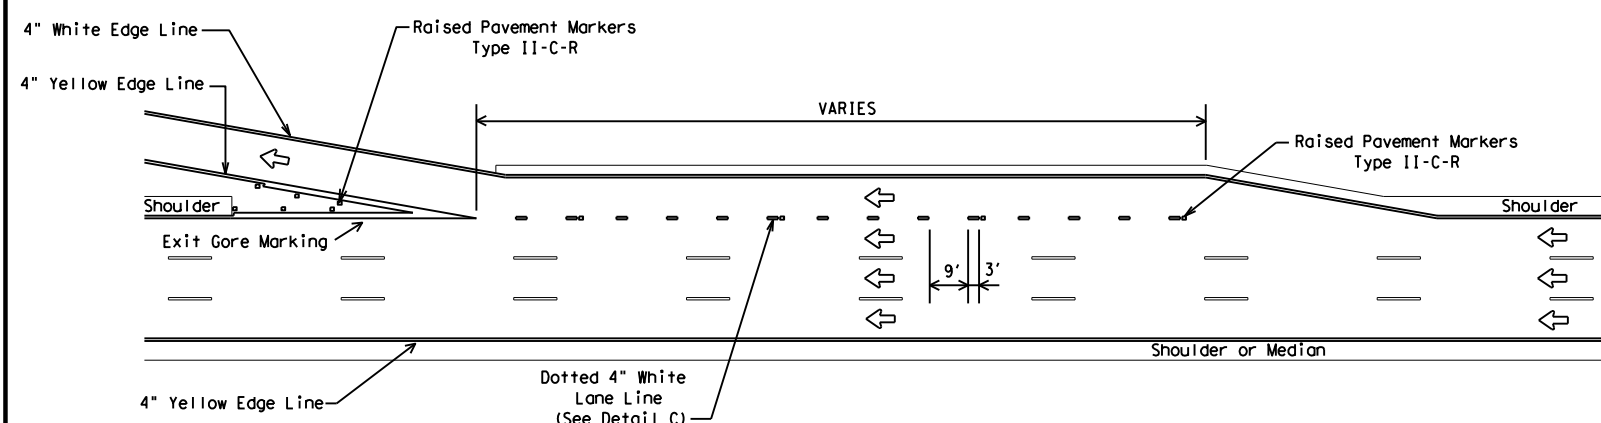 4" White Edge Line
Raised Pavement Markers
Type II-C-R
4" Yellow Edge Line
VARIES
Raised Pavement Markers
Type II-C-R
Shoulder
Shoulder
Exit Gore Marking
9'
3'
Shoulder or Median
Dotted 4" White
Lane Line
(See Detail C)
4" Yellow Edge Line